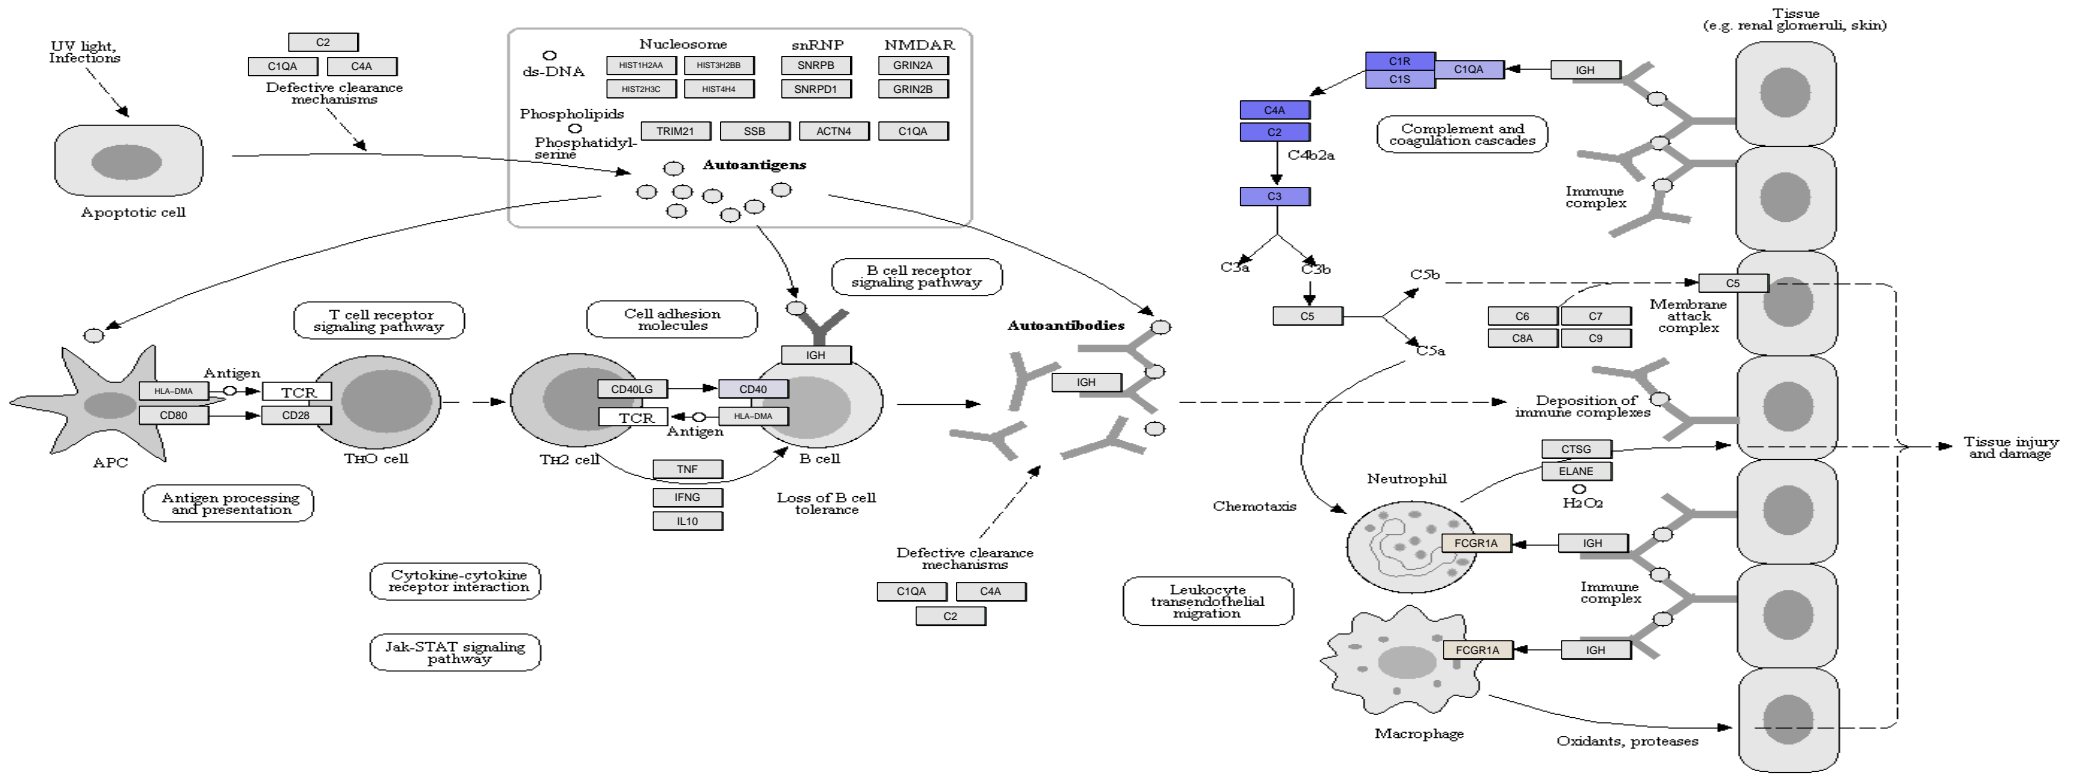 UV light,
Infections
C2
C1QA
C4A
Defective clearance
mechanisms
Apoptotic cell
ds-DNA
Nucleosome
HIST1H2AA
HIST3H2BB
HIST2H3C
HIST4H4
snRNP
SNRPB
SNRPD1
NMDAR
GRIN2A
GRIN2B
Phospholipids
Phosphatidyl-
serine
TRIM21
SSB
ACTN4
C1QA
Autoantigens
Tissue
(e.g. renal glomeruli, skin)
C1R
C1S
C1QA
IGH
C4A
C2
C4b2a
C3
C3a
C3b
Complement and
coagulation cascades
Immune
complex
C5
C5b
C5a
C6
C7
C8A
C9
C5
Membrane
attack
complex
T cell receptor
signaling pathway
Cell adhesion
molecules
B cell receptor
signaling pathway
HLA-DMA
Antigen
TCR
CD80
CD28
APC
TH0 cell
CD40LG
CD40
TCR
HLA-DMA
Antigen
TH2 cell
IGH
B cell
TNF
IFNG
IL10
Loss of B cell
tolerance
Antigen processing
and presentation
Cytokine-cytokine
receptor interaction
Jak-STAT signaling
pathway
Autoantibodies
IGH
Defective clearance
mechanisms
C1QA
C4A
C2
Leukocyte
transendothelial
migration
Deposition of
immune complexes
Chemotaxis
Neutrophil
CTSG
ELANE
H2O2
FCGR1A
IGH
Immune
complex
FCGR1A
IGH
Macrophage
Oxidants, proteases
Tissue injury
and damage